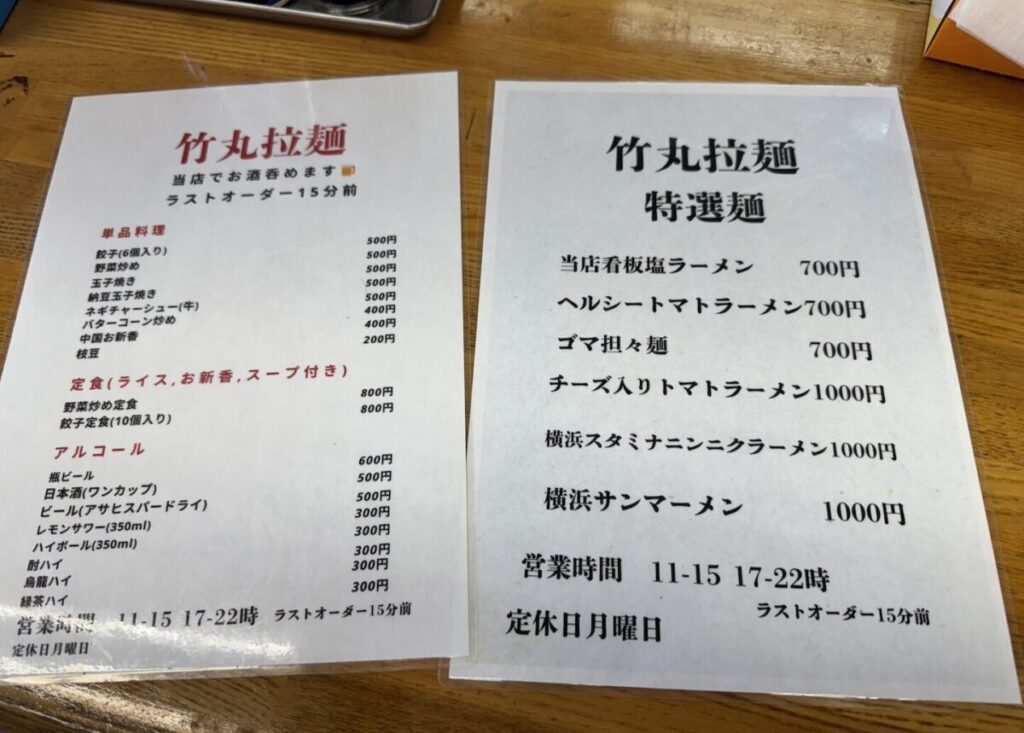 竹丸拉麺
当店でお酒呑めます🍺
ラストオーダー15分前
単品料理
餃子(6個入り) 500円
野菜炒め 500円
玉子焼き 500円
納豆玉子焼き 500円
ネギチャーシュー(牛) 500円
バターコーン炒め 400円
中国お新香 400円
枝豆 200円
定食(ライス,お新香,スープ付き)
野菜炒め定食 800円
餃子定食(10個入り) 800円
アルコール
瓶ビール 600円
日本酒(ワンカップ) 500円
ビール(アサヒスパードライ) 500円
レモンサワー(350ml) 300円
ハイボール(350ml) 300円
酎ハイ 300円
烏龍ハイ 300円
緑茶ハイ 300円
営業時間 11-15 17-22時 ラストオーダー15分前
定休日月曜日
竹丸拉麺
特選麺
当店看板塩ラーメン 700円
ヘルシートマトラーメン700円
ゴマ担々麺 700円
チーズ入りトマトラーメン1000円
横浜スタミナニンニクラーメン1000円
横浜サンマーメン 1000円
営業時間 11-15 17-22時
ラストオーダー15分前
定休日月曜日